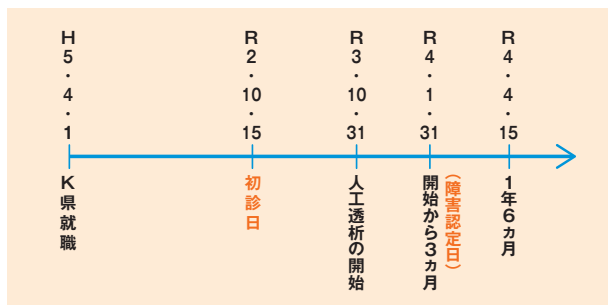 H5・4・1
R2・10・15
R3・10・31
R4・1・31
R4・4・15
K県就職
初診日
人工透析の開始
開始から3ヵ月
(障害認定日)
1年6ヵ月